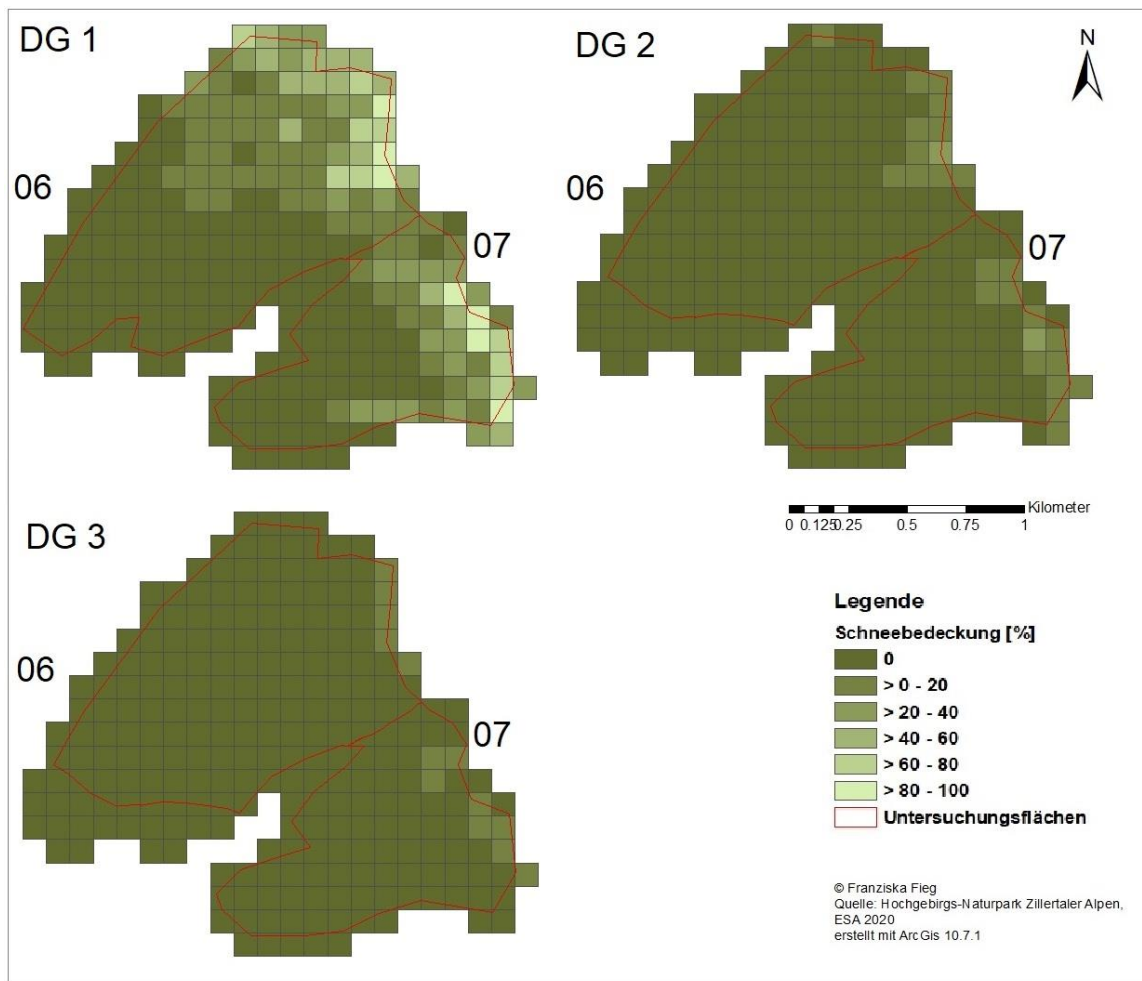 DG 1
DG 2
N
06
07
06
07
DG 3
06
07
Kilometer
0 0.125 0.25 0.5 0.75 1
Legende
Schneebedeckung [%]
0
> 0 - 20
> 20 - 40
> 40 - 60
> 60 - 80
> 80 - 100
Untersuchungsflächen
© Franziska Fieg
Quelle: Hochgebirgs-Naturpark Zillertaler Alpen,
ESA 2020
erstellt mit ArcGis 10.7.1